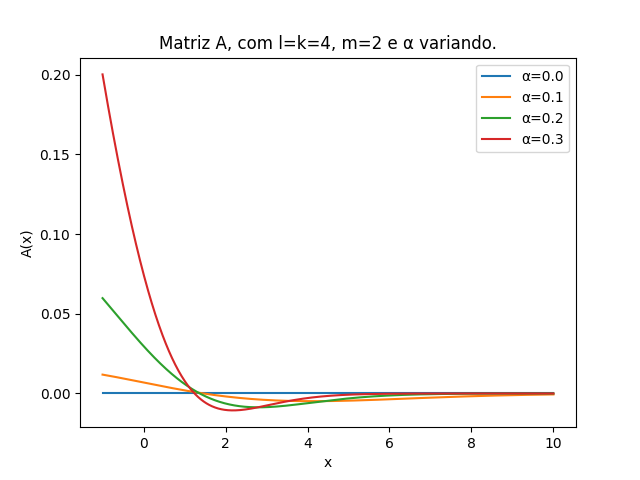 Matriz A, com l=k=4, m=2 e α variando.
α=0.0
α=0.1
α=0.2
α=0.3
0.20
0.15
0.10
0.05
0.00
A(x)
0 2 4 6 8 10
x